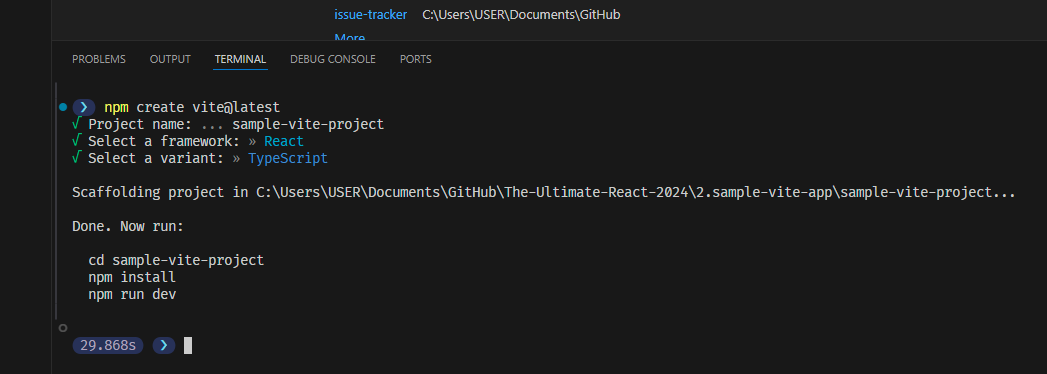 issue-tracker C:\Users\USER\Documents\GitHub
More
PROBLEMS OUTPUT TERMINAL DEBUG CONSOLE PORTS
❯ npm create vite@latest
√ Project name: ... sample-vite-project
√ Select a framework: » React
√ Select a variant: » TypeScript
Scaffolding project in C:\Users\USER\Documents\GitHub\The-Ultimate-React-2024\2.sample-vite-app\sample-vite-project...
Done. Now run:
cd sample-vite-project
npm install
npm run dev
29.868s ❯